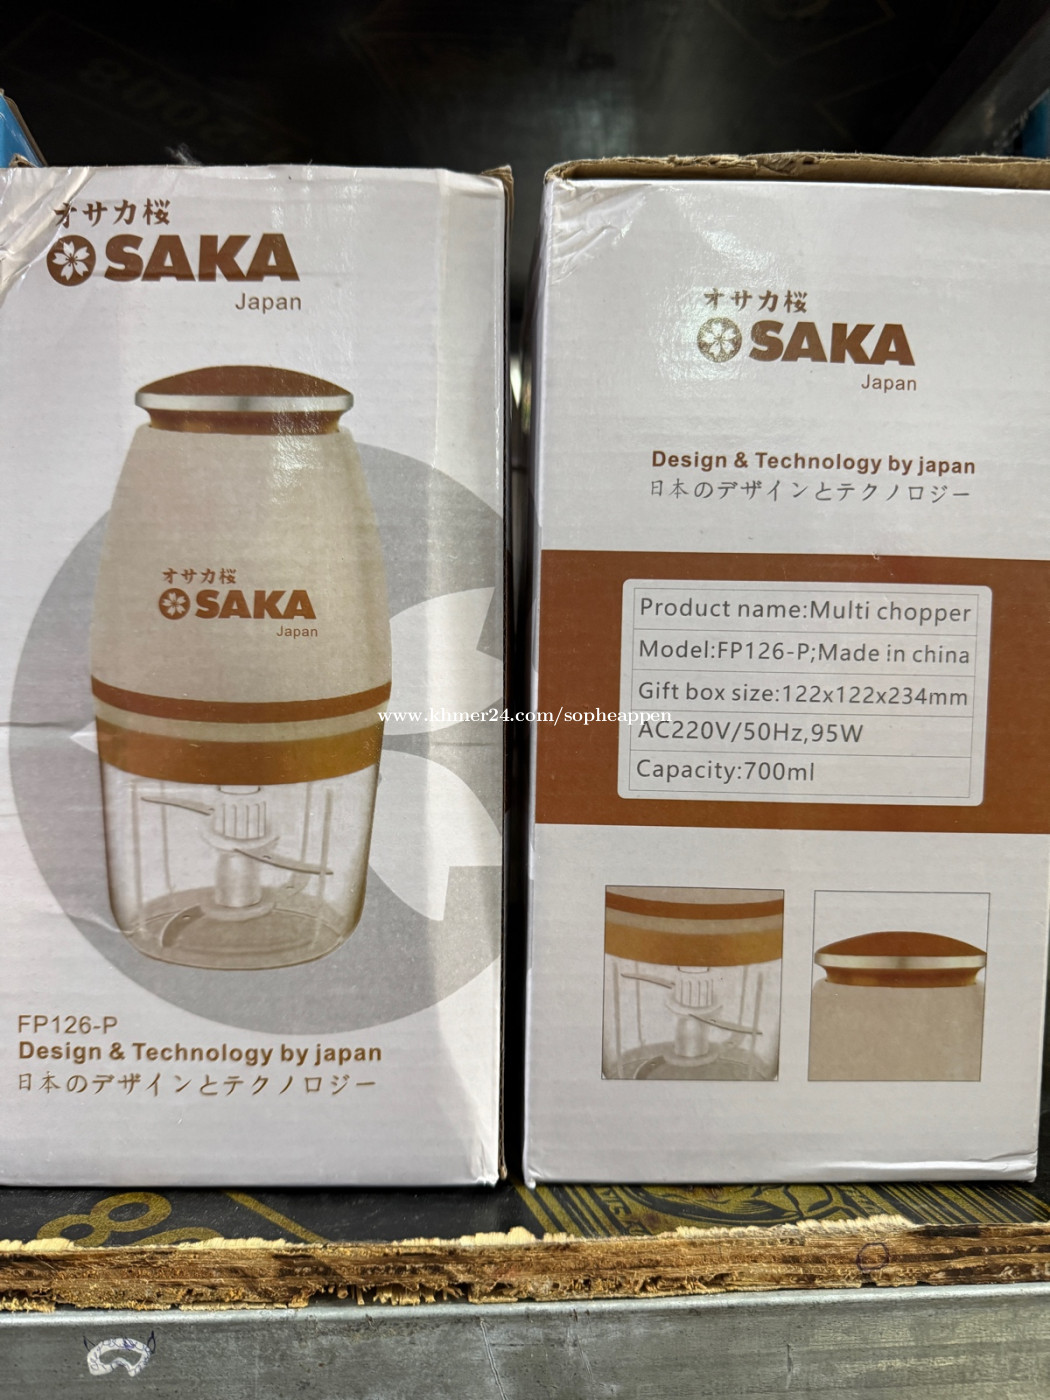 オサカ桜
OSAKA
Japan
オサカ桜
OSAKA
Japan
FP126-P
Design & Technology by japan
日本のデザインとテクノロジー
オサカ桜
OSAKA
Japan
Design & Technology by japan
日本のデザインとテクノロジー
Product name:Multi chopper
Model:FP126-P;Made in china
Gift box size:122x122x234mm
AC220V/50Hz,95W
Capacity:700ml
www.khmer24.com/sopheappen